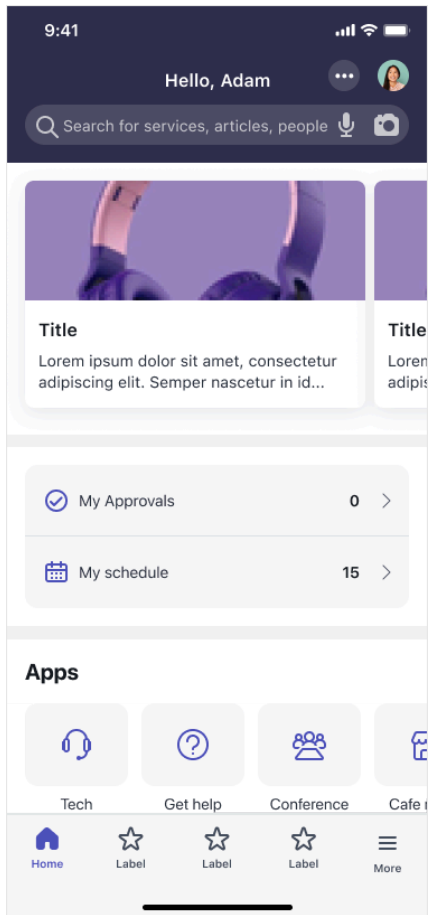 9:41
Hello, Adam
Search for services, articles, people
Title
Lorem ipsum dolor sit amet, consectetur
adipiscing elit. Semper nascetur in id...
Title
My Approvals 0
My schedule 15
Apps
Tech Get help Conference Cafe
Home Label Label Label More